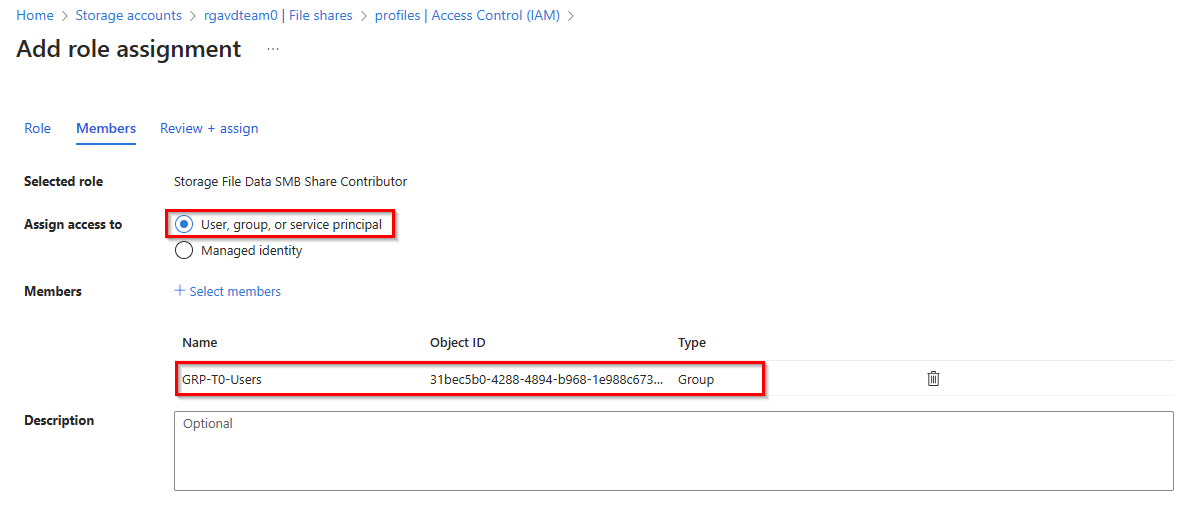 Home > Storage accounts > rgavdteam0 | File shares > profiles | Access Control (IAM) >
Add role assignment ...
Role Members Review + assign
Selected role Storage File Data SMB Share Contributor
Assign access to User, group, or service principal
Managed identity
Members + Select members
Name Object ID Type
GRP-T0-Users 31bec5b0-4288-4894-b968-1e988c673... Group
Description Optional